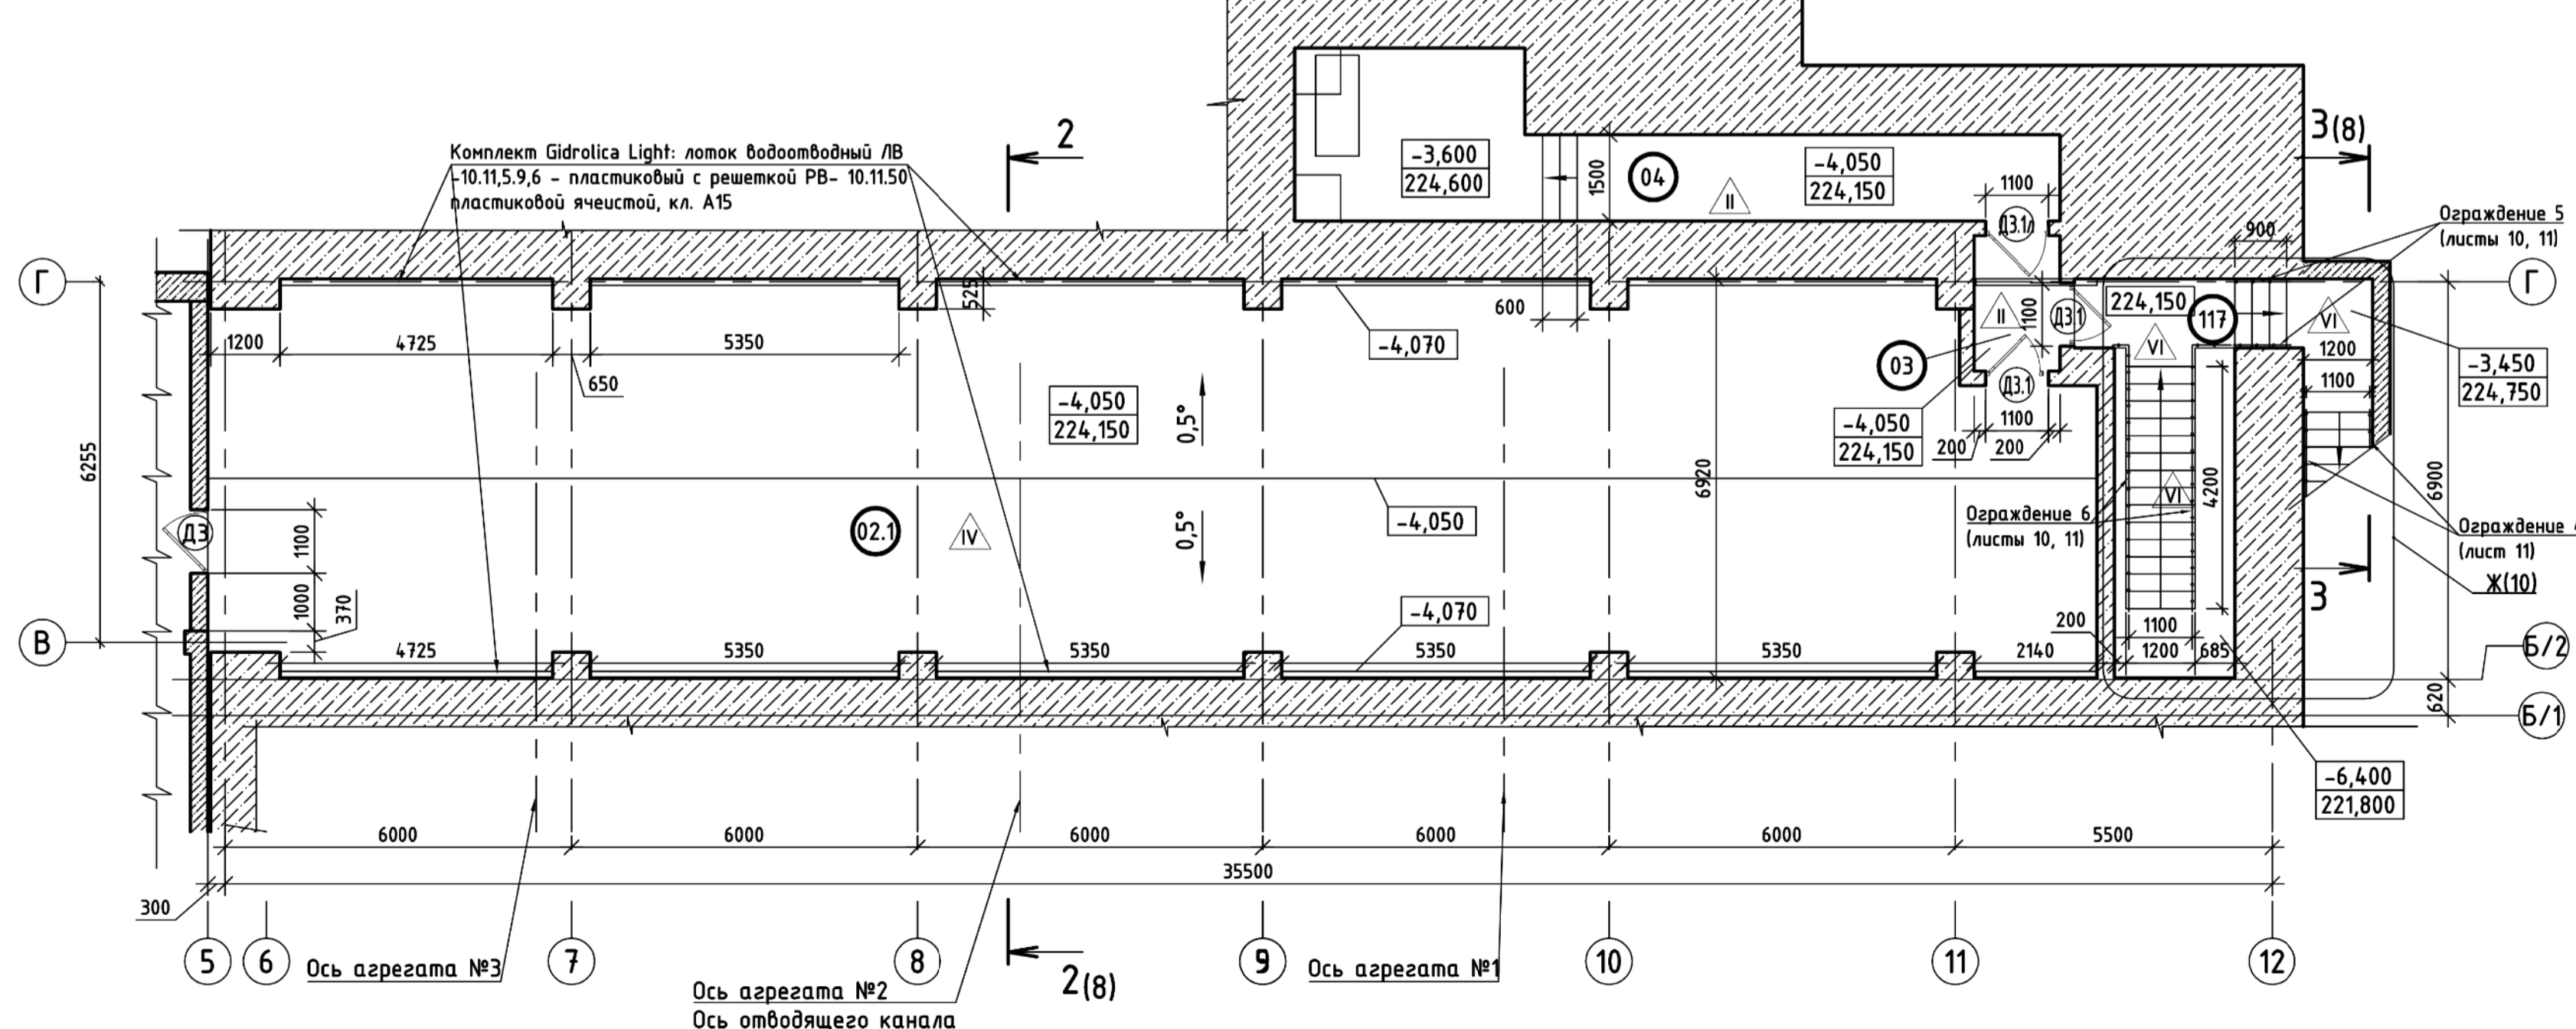 2
3(8)
Комплект Gidrolica Light: лоток водоотводный ЛВ
-10.11,5.9,6 - пластиковый с решеткой РВ- 10.11.50
пластиковой ячеистой, кл. А15
-3,600
224,600
1500
04
II
-4,050
224,150
1100
Д3.1л
900
Ограждение 5
(листы 10, 11)
Г
Г
525
600
-4,070
II
1100
Д3.1
224,150
117
VI
VI
1200
4725
5350
650
03
Д3.1
1200
1100
-3,450
224,750
-4,050
224,150
0,5°
-4,050
224,150
1100
200
200
6255
6920
4200
6900
VI
-4,050
Ограждение 6
(листы 10, 11)
Ограждение
(лист 11)
Ж(10)
Д3
1100
02.1
IV
0,5°
3
1000
370
-4,070
200
1100
В
4725
5350
5350
5350
5350
2140
1200
685
Б/2
620
Б/1
-6,400
221,800
6000
6000
6000
6000
6000
5500
35500
300
5
6
7
8
9
10
11
12
Ось агрегата №3
Ось агрегата №1
2(8)
Ось агрегата №2
Ось отводящего канала